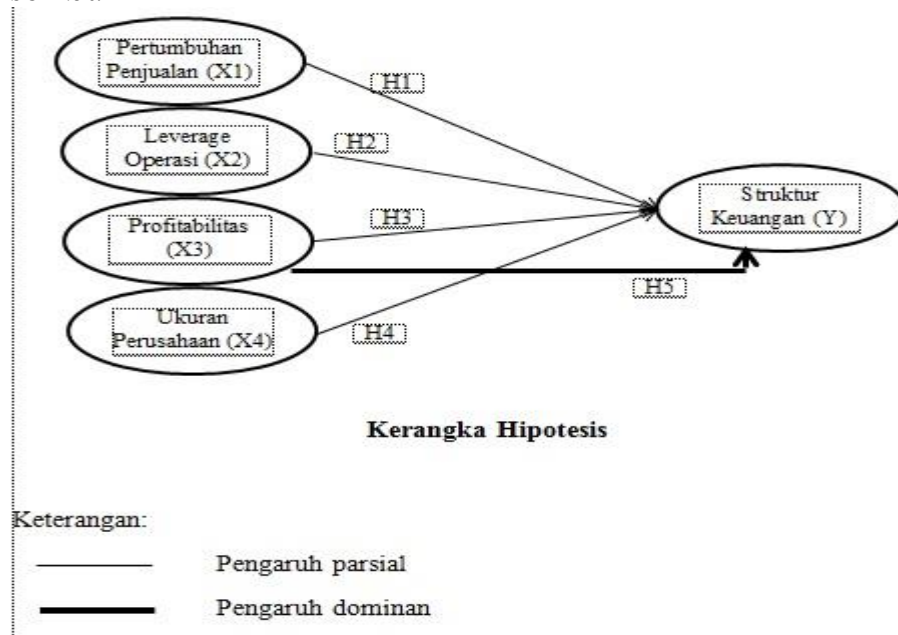 Pertumbuhan
Penjualan (X1)
H1
Leverage
Operasi (X2)
H2
Profitabilitas
(X3)
H3
Struktur
Keuangan (Y)
H5
Ukuran
Perusahaan (X4)
H4
Kerangka Hipotesis
Keterangan:
Pengaruh parsial
Pengaruh dominan